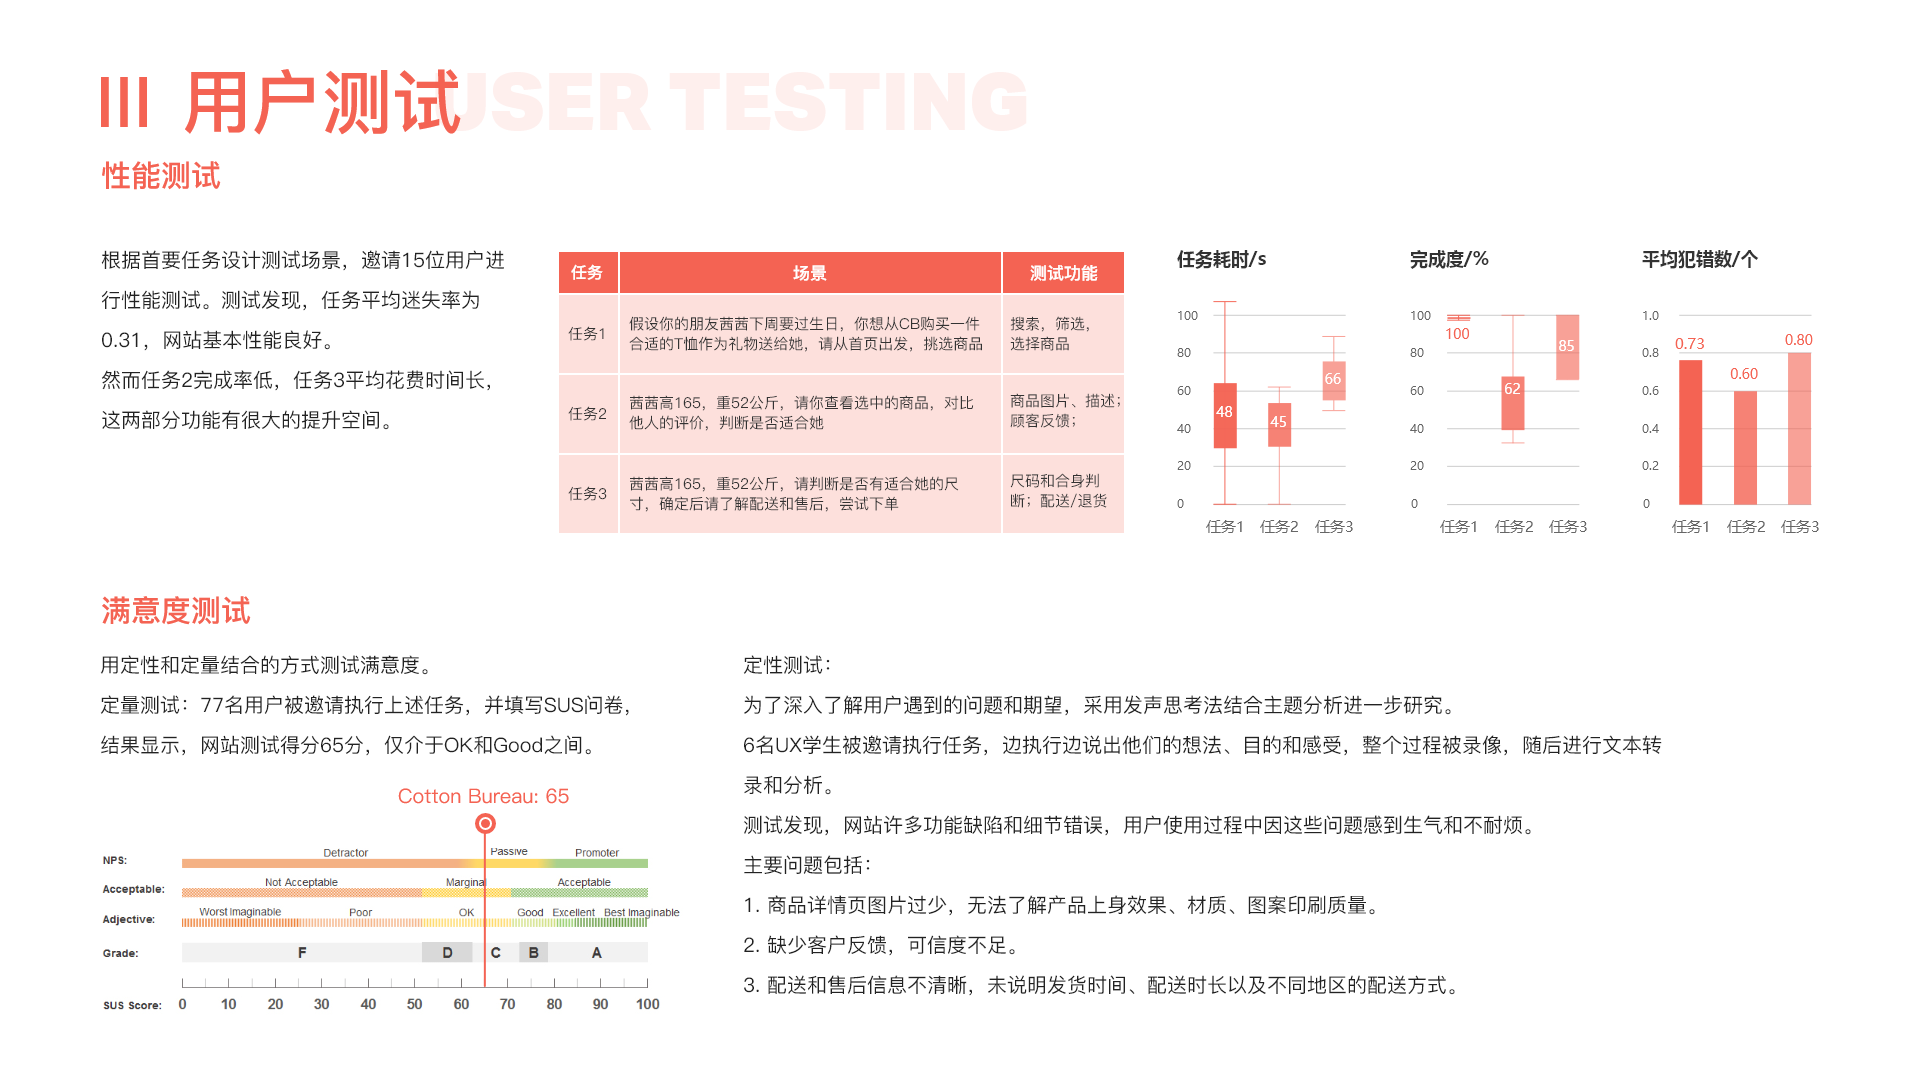 III 用户测试
USER TESTING
性能测试
根据首要任务设计测试场景，邀请15位用户进
行性能测试。测试发现，任务平均迷失率为
0.31，网站基本性能良好。
然而任务2完成率低，任务3平均花费时间长，
这两部分功能有很大的提升空间。
任务 场景 测试功能
任务1
假设你的朋友茜茜下周要过生日，你想从CB购买一件
合适的T恤作为礼物送给她，请从首页出发，挑选商品
搜索，筛选，
选择商品
任务2
茜茜高165，重52公斤，请你查看选中的商品，对比
他人的评价，判断是否适合她
商品图片、描述；
顾客反馈；
任务3
茜茜高165，重52公斤，请判断是否有适合她的尺
寸，确定后请了解配送和售后，尝试下单
尺码和合身判
断；配送/退货
任务耗时/s
100
80
60
40
20
0
48
45
66
任务1 任务2 任务3
完成度/%
100
80
60
40
20
0
100
62
85
任务1 任务2 任务3
平均犯错数/个
1.0
0.8
0.6
0.4
0.2
0
0.73
0.60
0.80
任务1 任务2 任务3
满意度测试
用定性和定量结合的方式测试满意度。
定量测试：77名用户被邀请执行上述任务，并填写SUS问卷，
结果显示，网站测试得分65分，仅介于OK和Good之间。
Cotton Bureau: 65
NPS: Detractor Passive Promoter
Acceptable: Not Acceptable Marginal Acceptable
Adjective: Worst Imaginable Poor OK Good Excellent Best Imaginable
Grade: F D C B A
SUS Score: 0 10 20 30 40 50 60 70 80 90 100
定性测试：
为了深入了解用户遇到的问题和期望，采用发声思考法结合主题分析进一步研究。
6名UX学生被邀请执行任务，边执行边说出他们的想法、目的和感受，整个过程被录像，随后进行文本转
录和分析。
测试发现，网站许多功能缺陷和细节错误，用户使用过程中因这些问题感到生气和不耐烦。
主要问题包括：
1. 商品详情页图片过少，无法了解产品上身效果、材质、图案印刷质量。
2. 缺少客户反馈，可信度不足。
3. 配送和售后信息不清晰，未说明发货时间、配送时长以及不同地区的配送方式。